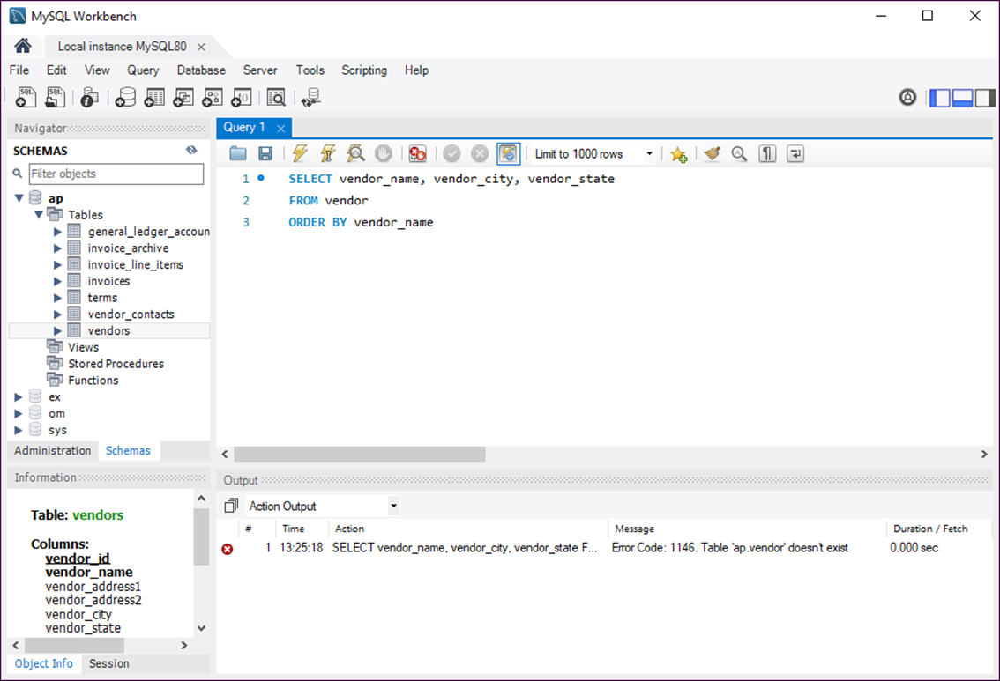 MySQL Workbench
Local instance MySQL80
File Edit View Query Database Server Tools Scripting Help
Navigator
SCHEMAS
Filter objects
ap
Tables
general_ledger_accoun
invoice_archive
invoice_line_items
invoices
terms
vendor_contacts
vendors
Views
Stored Procedures
Functions
ex
om
sys
Administration Schemas
Information
Table: vendors
Columns:
vendor_id
vendor_name
vendor_address1
vendor_address2
vendor_city
vendor_state
Object Info Session
Query 1
Limit to 1000 rows
1 SELECT vendor_name, vendor_city, vendor_state
2 FROM vendor
3 ORDER BY vendor_name
Output
Action Output
# Time Action Message Duration / Fetch
1 13:25:18 SELECT vendor_name, vendor_city, vendor_state F... Error Code: 1146. Table 'ap.vendor' doesn't exist 0.000 sec